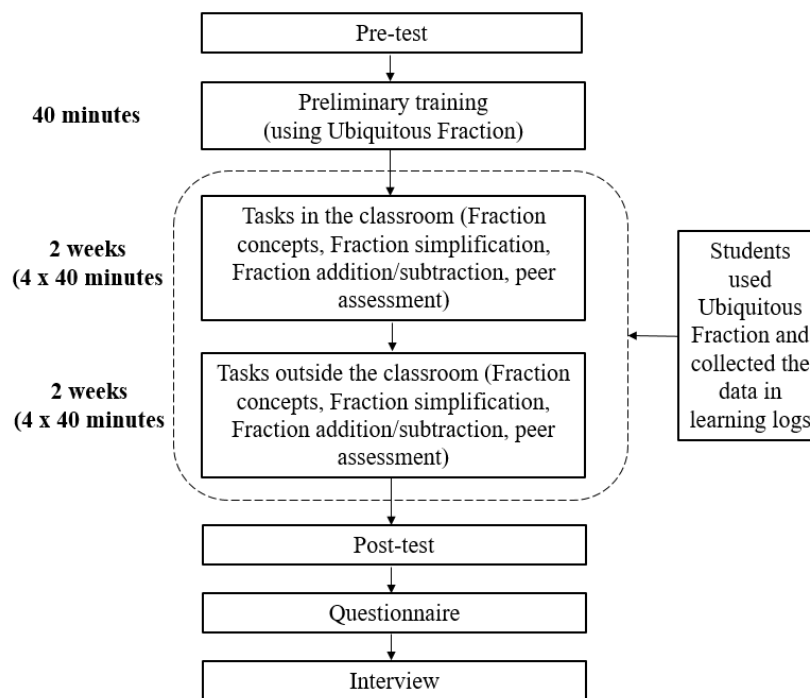 Pre-test
40 minutes
Preliminary training
(using Ubiquitous Fraction)
2 weeks
(4 x 40 minutes
Tasks in the classroom (Fraction
concepts, Fraction simplification,
Fraction addition/subtraction, peer
assessment)
2 weeks
(4 x 40 minutes
Tasks outside the classroom (Fraction
concepts, Fraction simplification,
Fraction addition/subtraction, peer
assessment)
Students
used
Ubiquitous
Fraction and
collected the
data in
learning logs
Post-test
Questionnaire
Interview